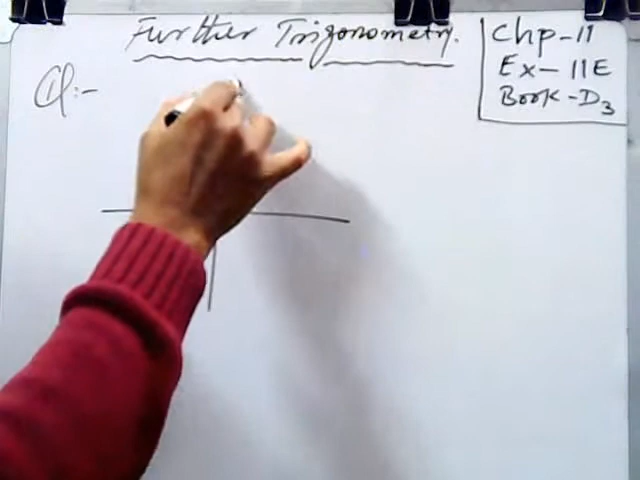 Further Trigonometry.
Chp-11
Ex-11E
Book-D3
Q:-